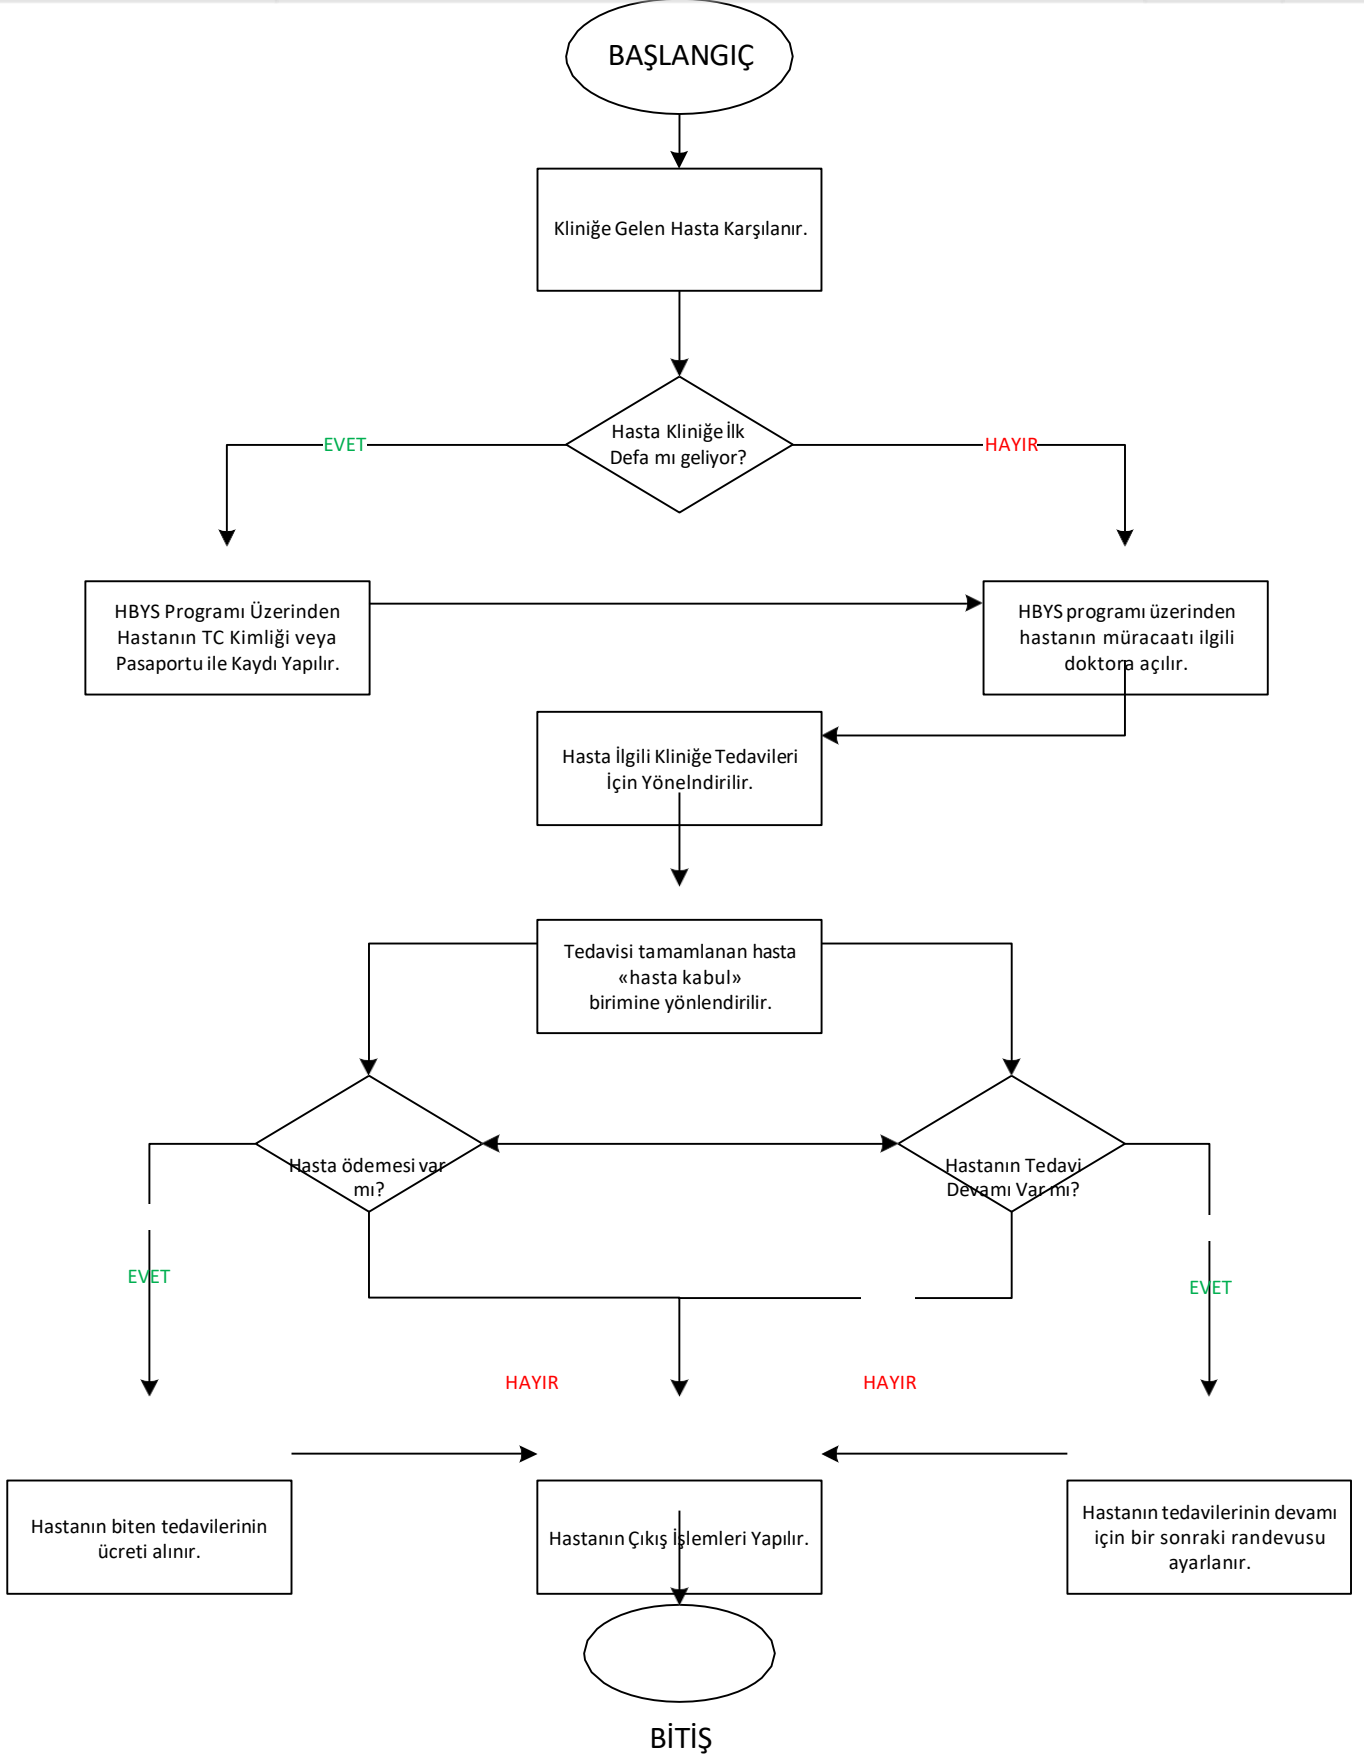 BAŞLANGIÇ
Kliniğe Gelen Hasta Karşılanır.
Hasta Kliniğe İlk
Defa mı geliyor?
EVET
HAYIR
HBYS Programı Üzerinden
Hastanın TC Kimliği veya
Pasaportu ile Kaydı Yapılır.
HBYS programı üzerinden
hastanın müracaatı ilgili
doktora açılır.
Hasta İlgili Kliniğe Tedavileri
İçin Yönelndirilir.
Tedavisi tamamlanan hasta
«hasta kabul»
birimine yönlendirilir.
Hasta ödemesi var
mı?
Hastanın Tedavi
Devamı Var mı?
EVET
EVET
HAYIR
HAYIR
Hastanın biten tedavilerinin
ücreti alınır.
Hastanın Çıkış İşlemleri Yapılır.
Hastanın tedavilerinin devamı
için bir sonraki randevusu
ayarlanır.
BİTİŞ